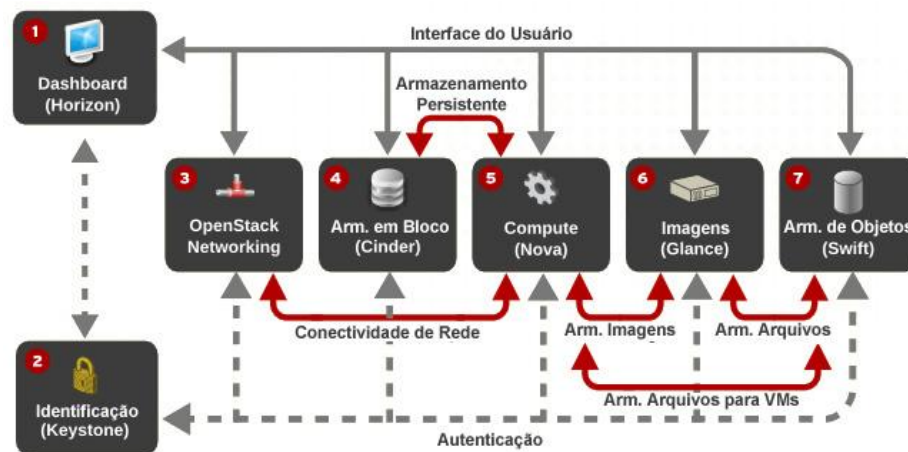 1
Dashboard
(Horizon)
Interface do Usuário
Armazenamento
Persistente
3
OpenStack
Networking
4
Arm. em Bloco
(Cinder)
5
Compute
(Nova)
6
Imagens
(Glance)
7
Arm. de Objetos
(Swift)
Conectividade de Rede
Arm. Imagens
Arm. Arquivos
Arm. Arquivos para VMs
2
Identificação
(Keystone)
Autenticação